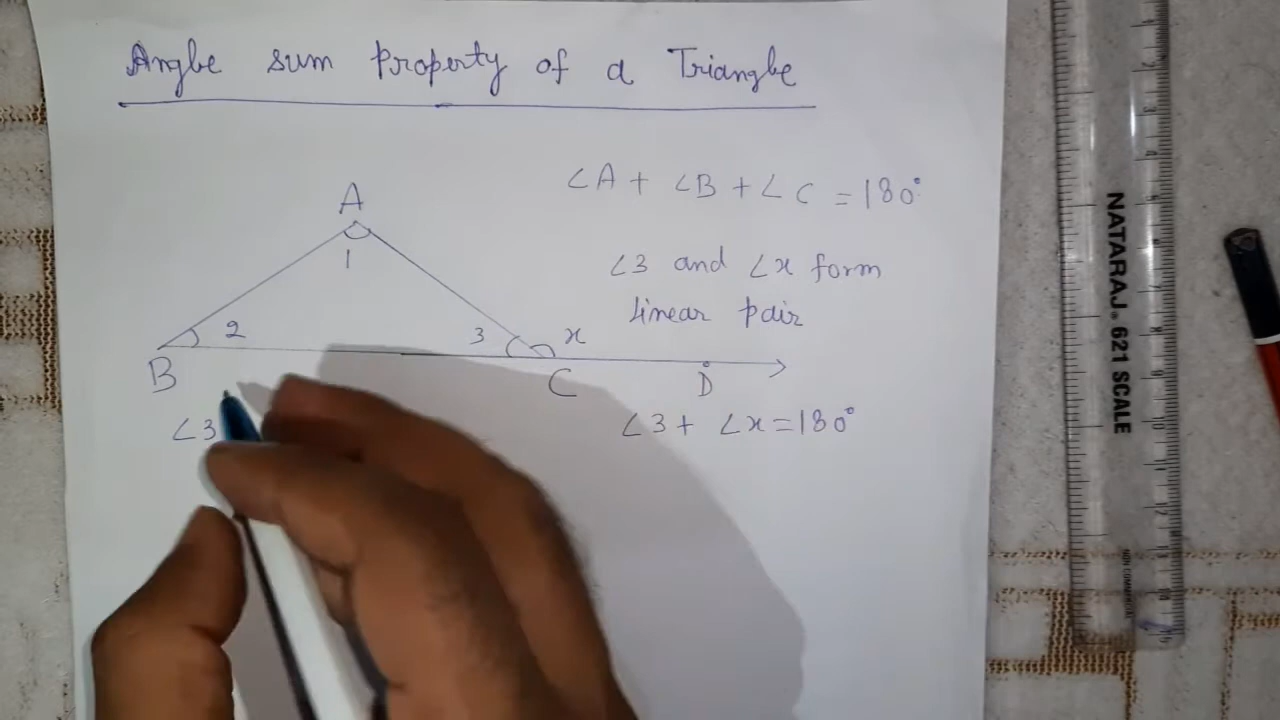 Angle sum property of a Triangle
∠A + ∠B + ∠C = 180°
A
1
∠3 and ∠x form
linear pair
2
3
x
B
C
D
∠3
∠3 + ∠x = 180°
NATARAJ® 621 SCALE